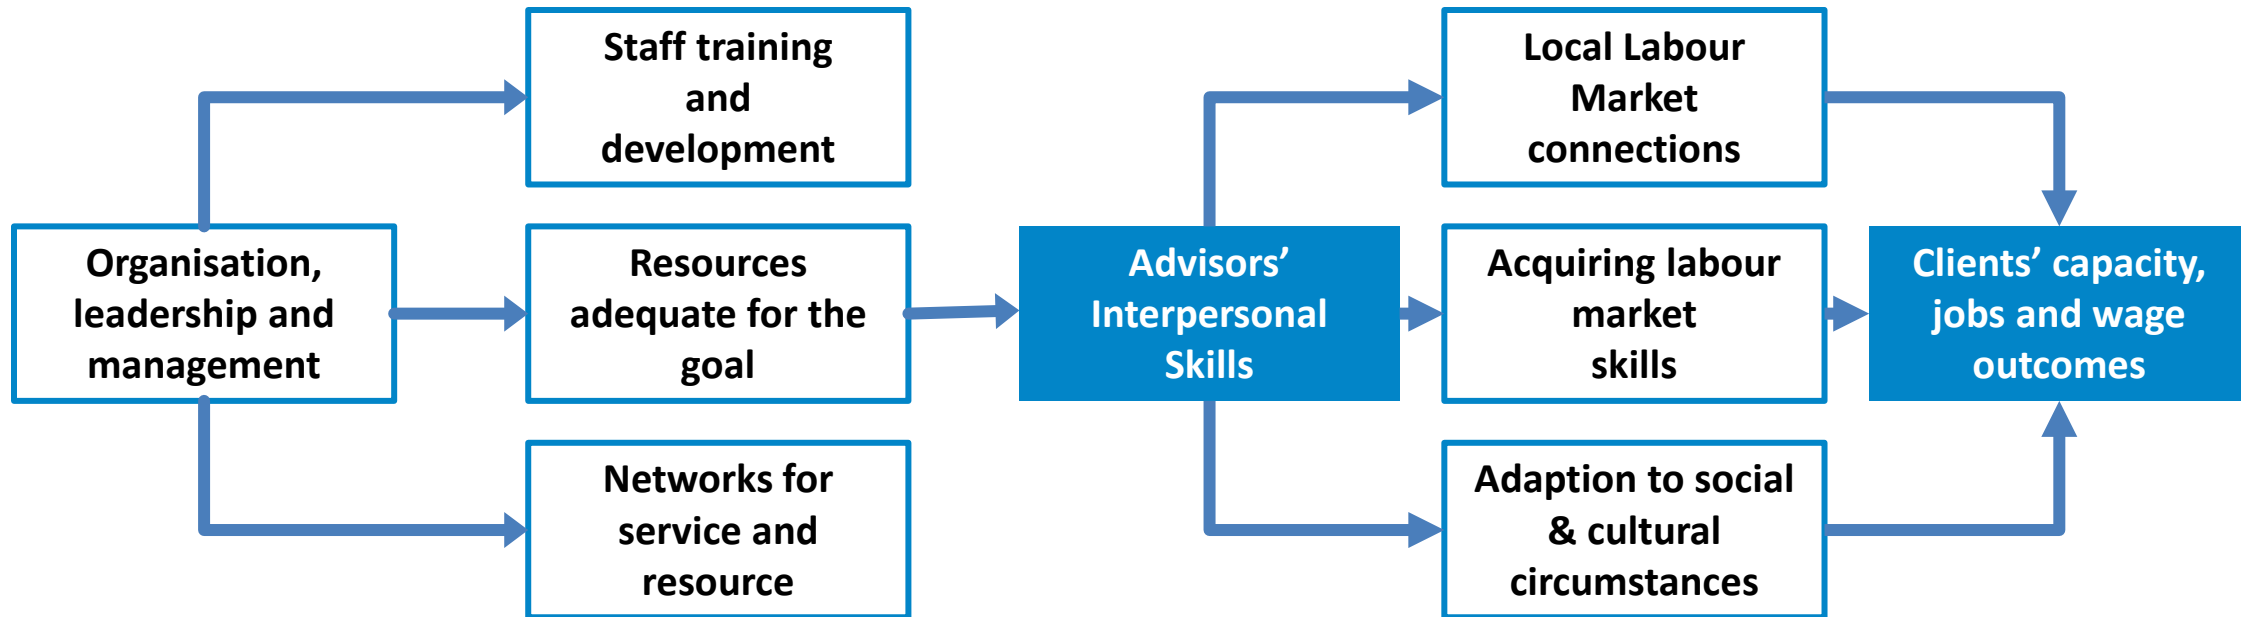 Staff training
and
development
Organisation,
leadership and
management
Resources
adequate for the
goal
Networks for
service and
resource
Advisors’
Interpersonal
Skills
Local Labour
Market
connections
Acquiring labour
market
skills
Adaption to social
& cultural
circumstances
Clients’ capacity,
jobs and wage
outcomes